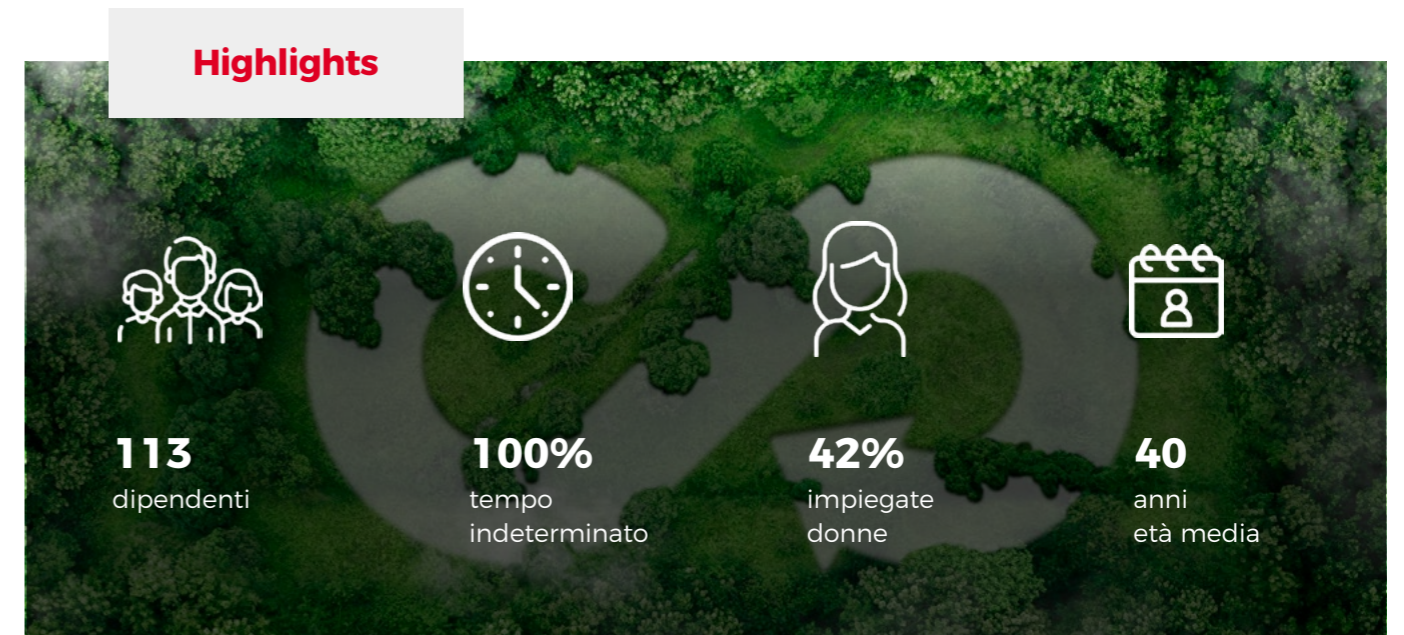 Highlights
113
dipendenti
100%
tempo
indeterminato
42%
impiegate
donne
40
anni
età media